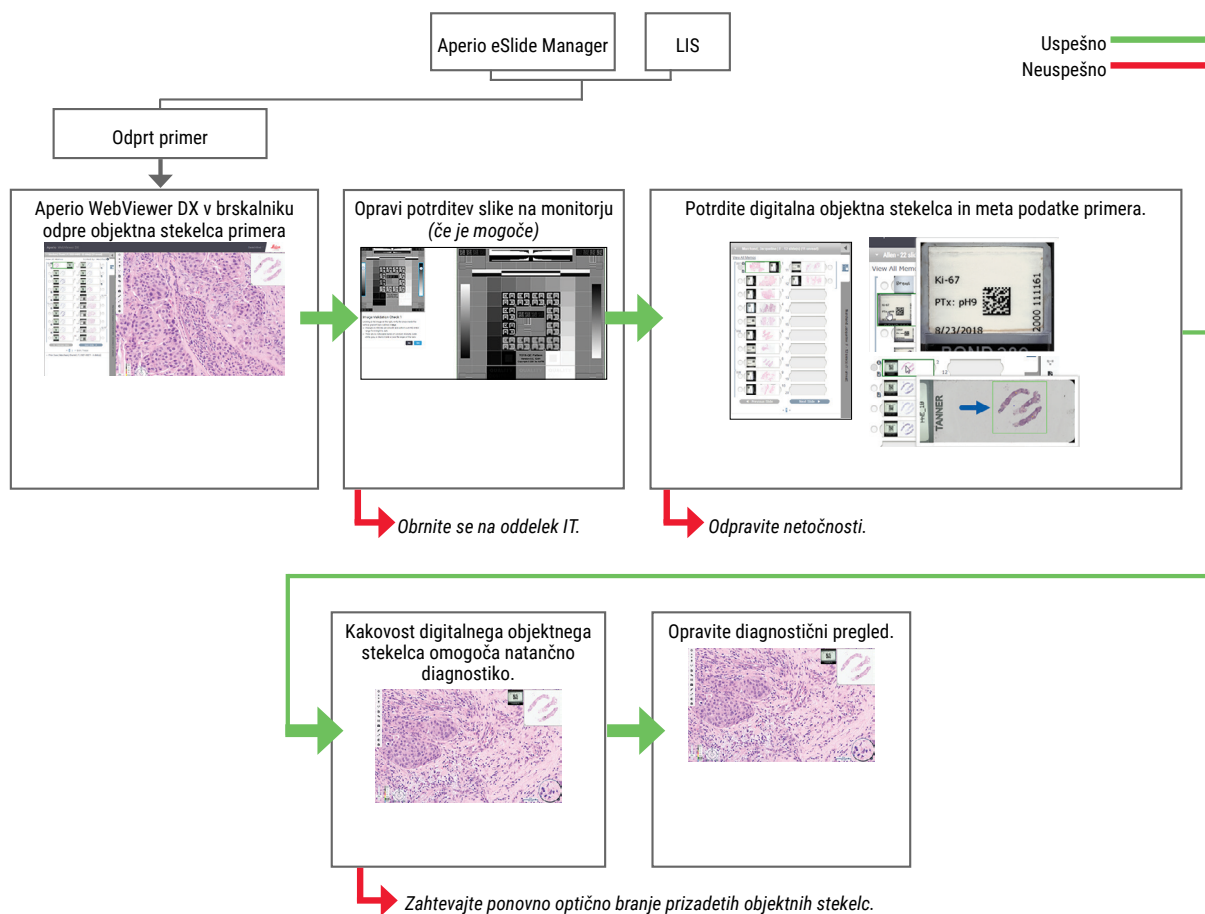 Aperio eSlide Manager
LIS
Uspešno
Neuspešno
Odprt primer
Aperio WebViewer DX v brskalniku
odpre objektna stekelca primera
Opravi potrditev slike na monitorju
(če je mogoče)
Potrdite digitalna objektna stekelca in meta podatke primera.
View All Mem
Ki-67
PTx: pH9
8/23/2018
2000 111161
TANNER
Obrnite se na oddelek IT.
Odpravite netočnosti.
Kakovost digitalnega objektnega
stekelca omogoča natančno
diagnostiko.
Opravite diagnostični pregled.
Zahtevajte ponovno optično branje prizadetih objektnih stekelc.